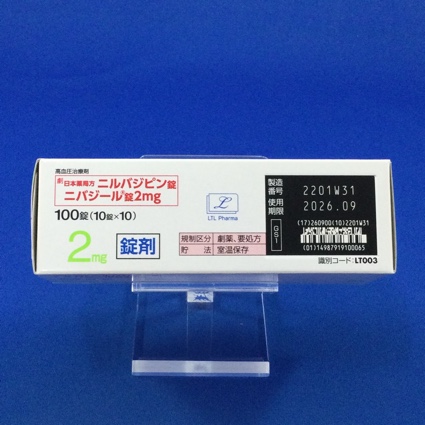 高血圧治療剤
劇 日本薬局方 ニルバジピン錠
ニバジール®錠2mg
100錠(10錠×10)
2mg 錠剤
L
LTL Pharma
規制区分 劇薬、要処方
貯法 室温保存
製造番号 2201W31
使用期限 2026.09
GS1
(17)260900(10)2201W31
(01)14987919100065
識別コード:LT003